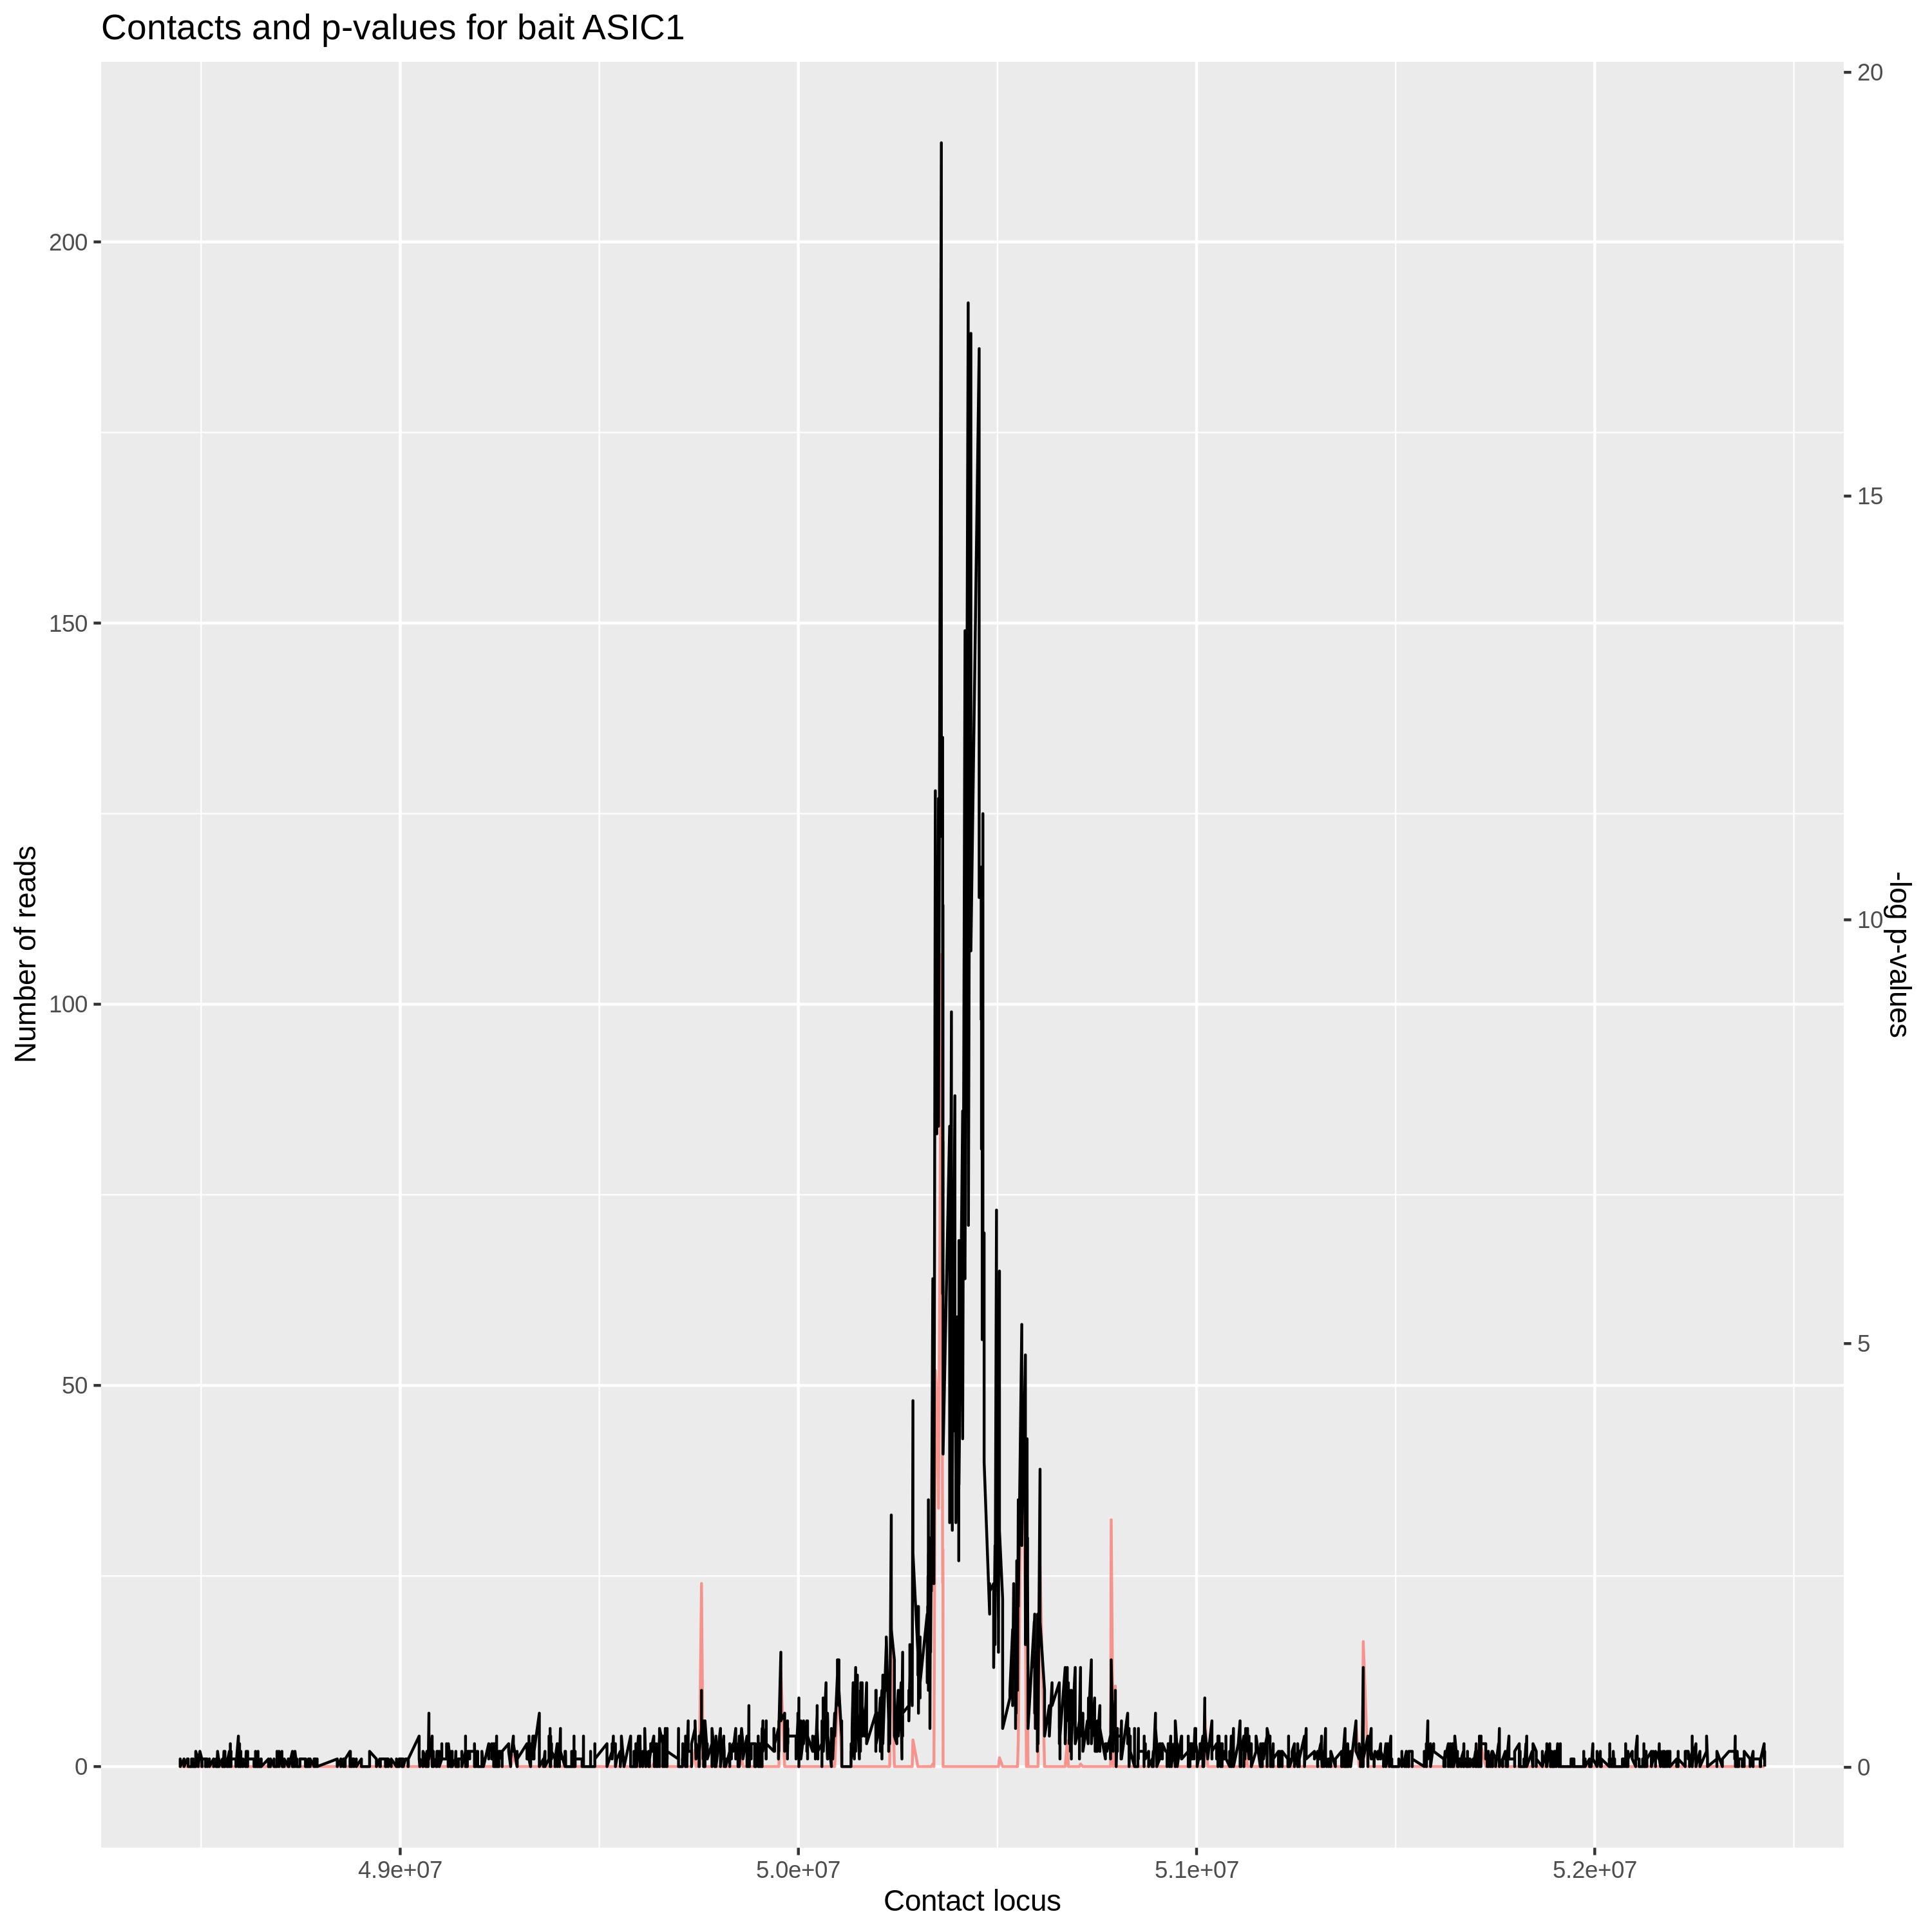 Contacts and p-values for bait ASIC1
20
200
15
150
10
100
5
50
0
0
Number of reads
-log p-values
4.9e+07
5.0e+07
5.1e+07
5.2e+07
Contact locus